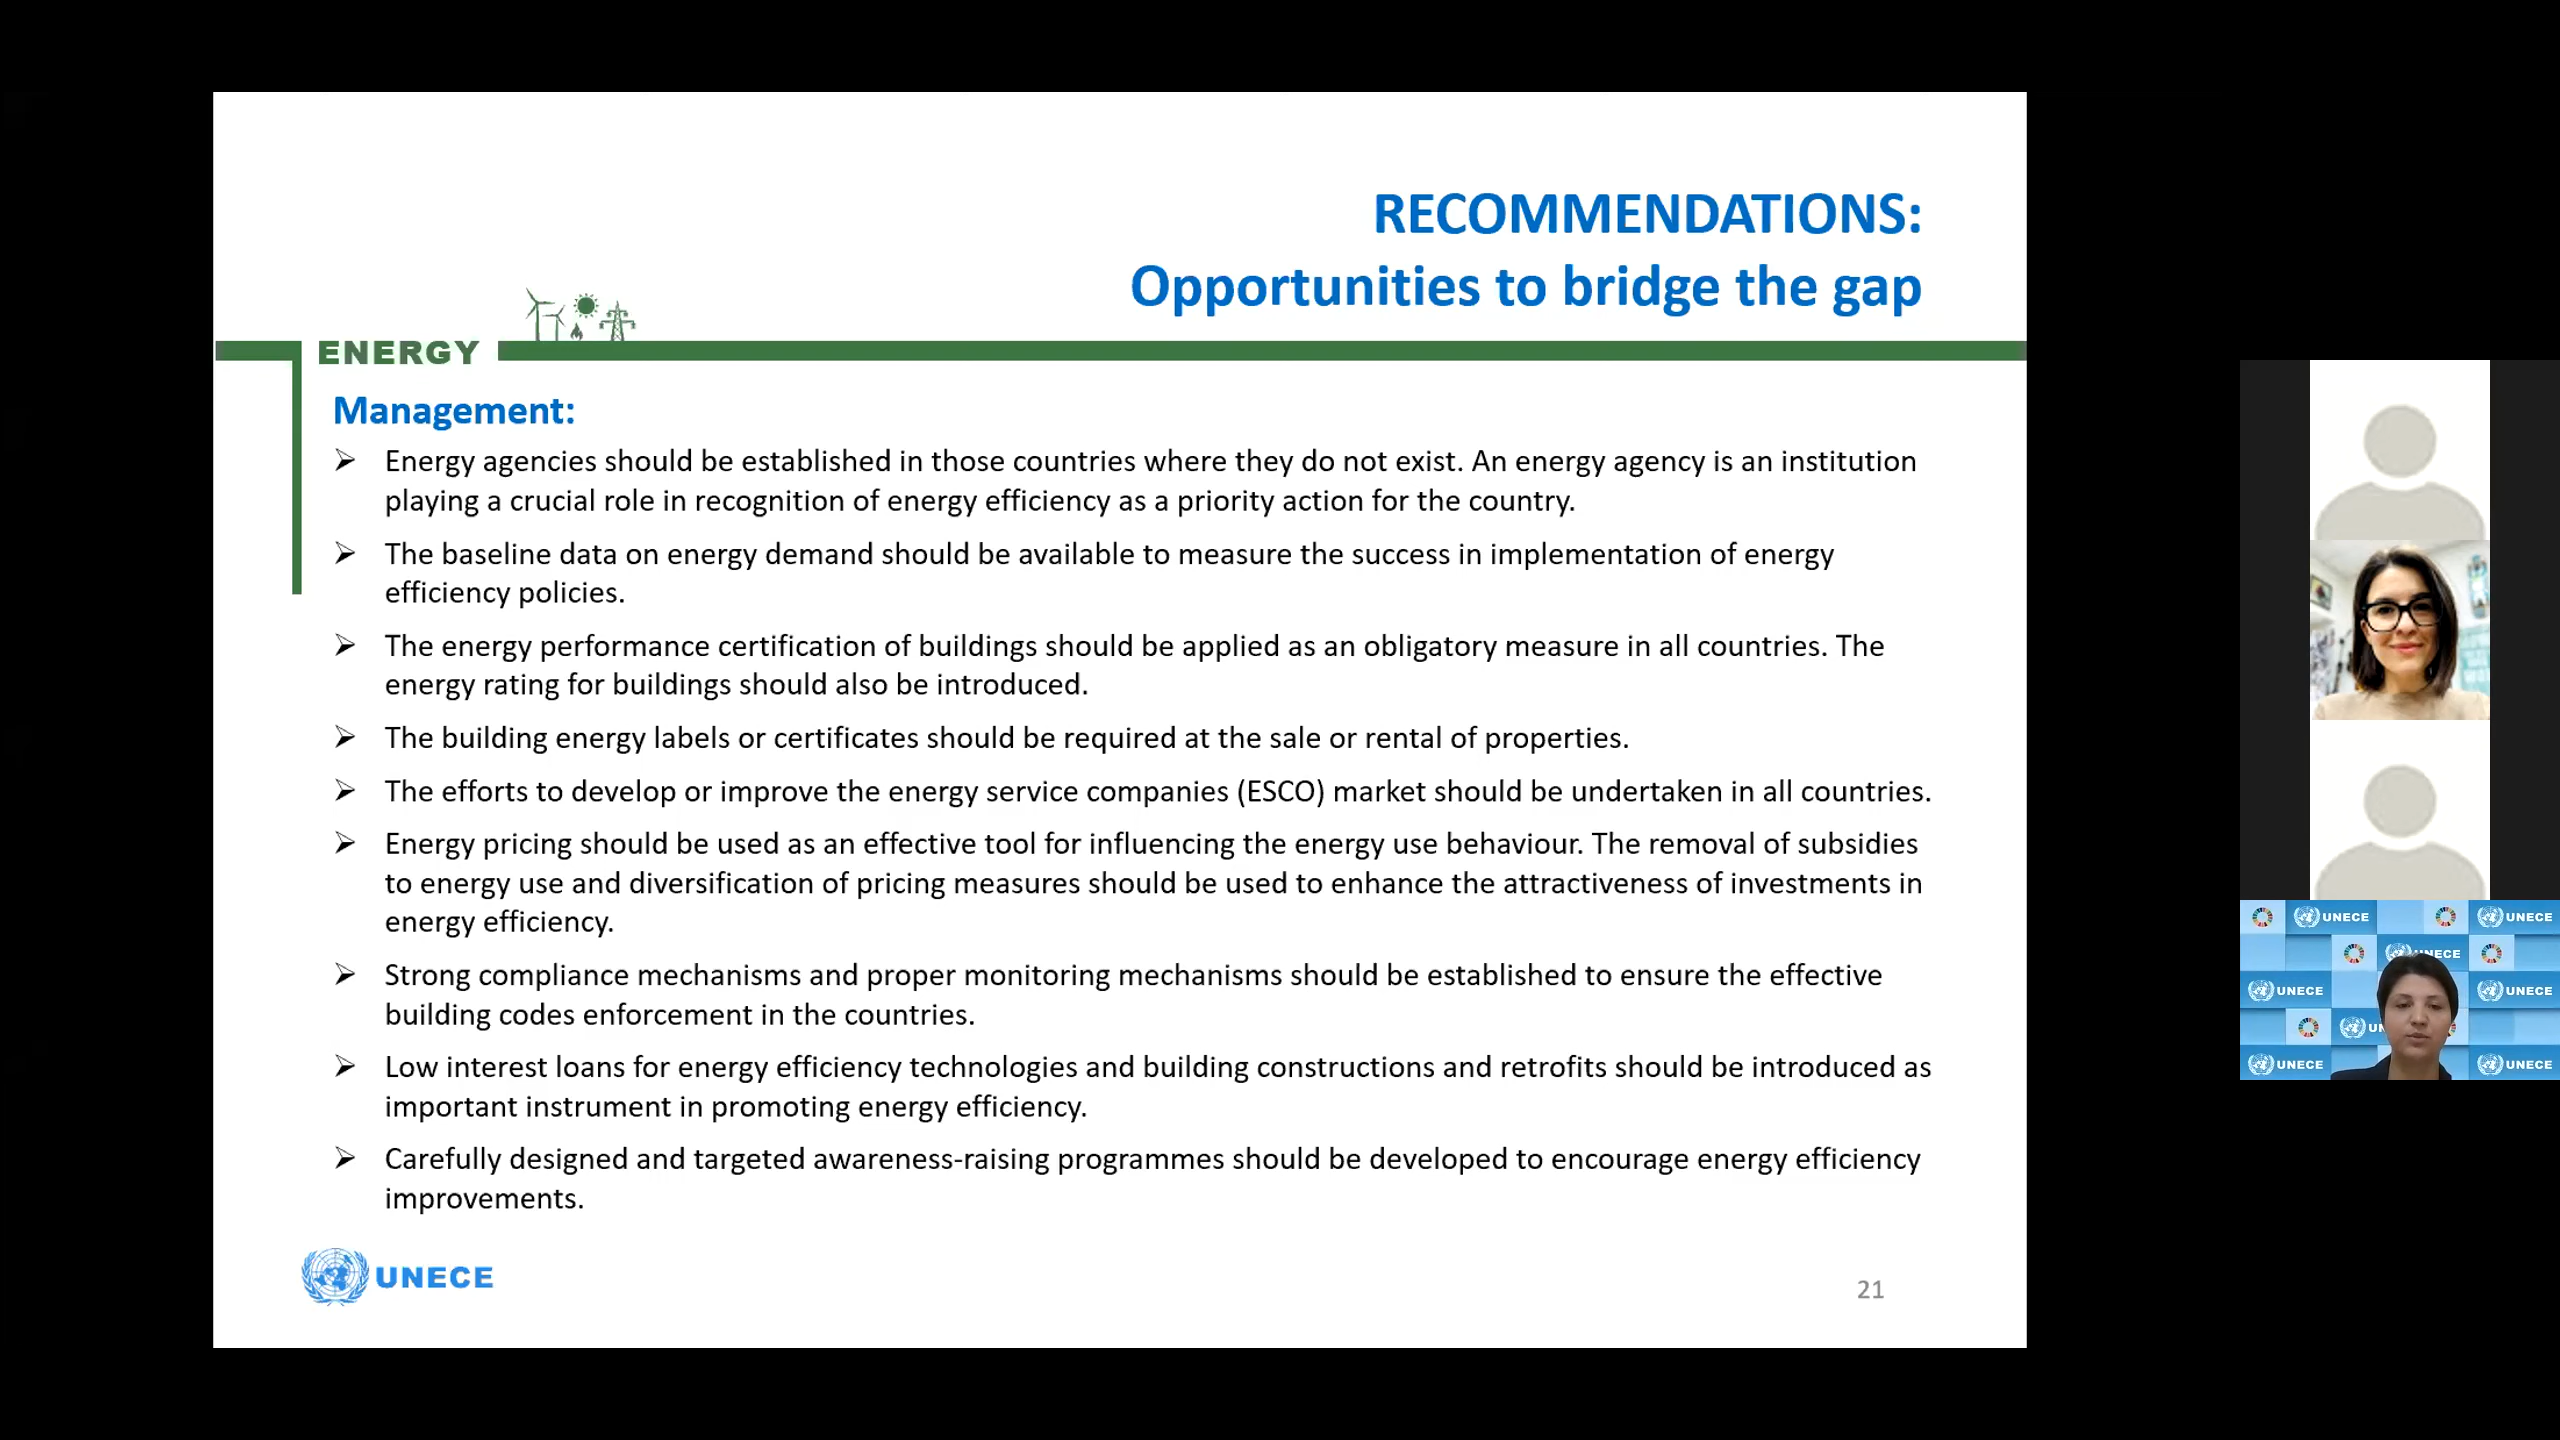 RECOMMENDATIONS:
Opportunities to bridge the gap
ENERGY
Management:
➢ Energy agencies should be established in those countries where they do not exist. An energy agency is an institution
playing a crucial role in recognition of energy efficiency as a priority action for the country.
➢ The baseline data on energy demand should be available to measure the success in implementation of energy
efficiency policies.
➢ The energy performance certification of buildings should be applied as an obligatory measure in all countries. The
energy rating for buildings should also be introduced.
➢ The building energy labels or certificates should be required at the sale or rental of properties.
➢ The efforts to develop or improve the energy service companies (ESCO) market should be undertaken in all countries.
➢ Energy pricing should be used as an effective tool for influencing the energy use behaviour. The removal of subsidies
to energy use and diversification of pricing measures should be used to enhance the attractiveness of investments in
energy efficiency.
➢ Strong compliance mechanisms and proper monitoring mechanisms should be established to ensure the effective
building codes enforcement in the countries.
➢ Low interest loans for energy efficiency technologies and building constructions and retrofits should be introduced as
important instrument in promoting energy efficiency.
➢ Carefully designed and targeted awareness-raising programmes should be developed to encourage energy efficiency
improvements.
UNECE
21
UNECE UNECE
UNECE
UNECE UNECE
UNECE UNECE